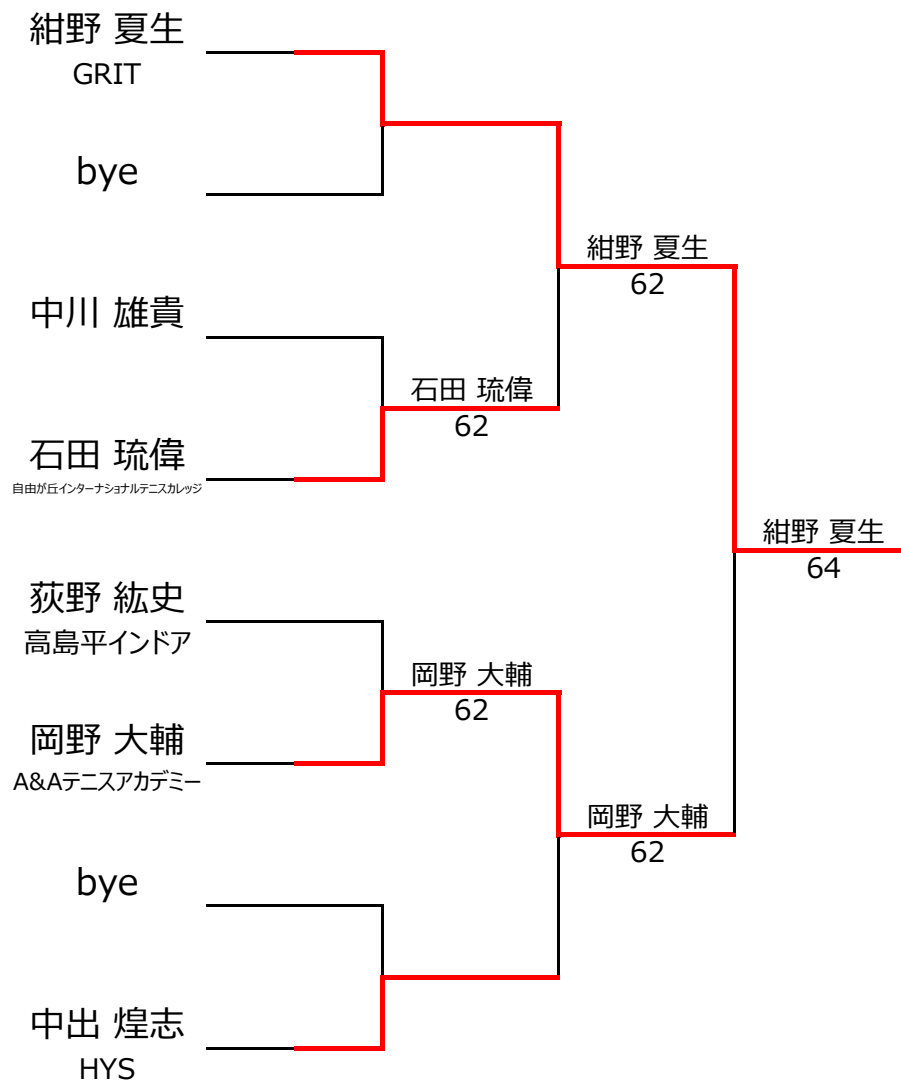 紺野 夏生
GRIT
bye
中川 雄貴
石田 琉偉
自由が丘インターナショナルテニスカレッジ
荻野 紘史
高島平インドア
岡野 大輔
A&Aテニスアカデミー
bye
中出 煌志
HYS
石田 琉偉
62
岡野 大輔
62
紺野 夏生
62
岡野 大輔
62
紺野 夏生
64